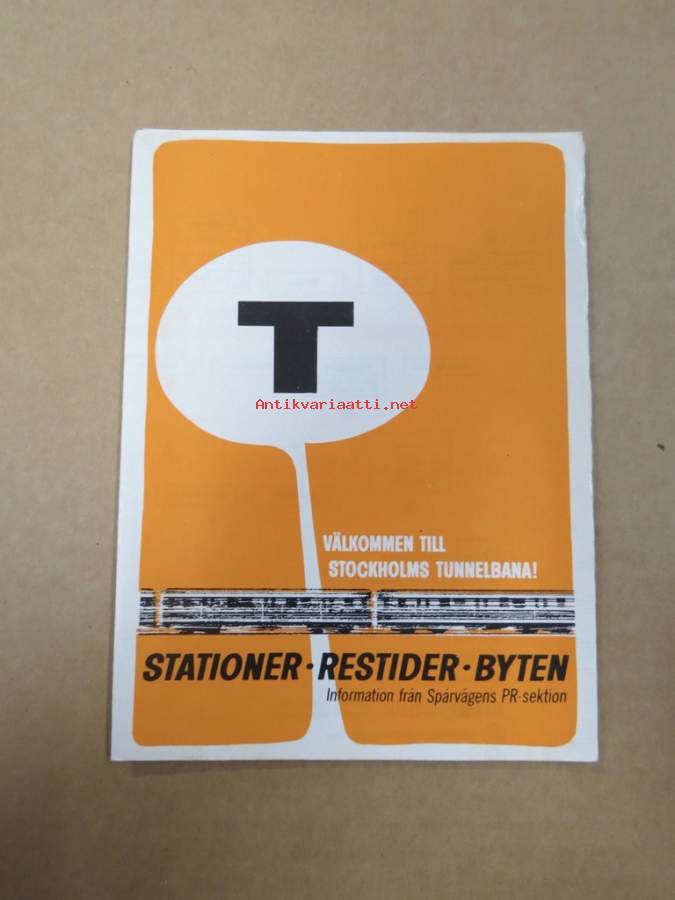 T
Antikvariaatti.net
VÄLKOMMEN TILL
STOCKHOLMS TUNNELBANA!
STATIONER · RESTIDER · BYTEN
Information från Spårvägens PR-sektion